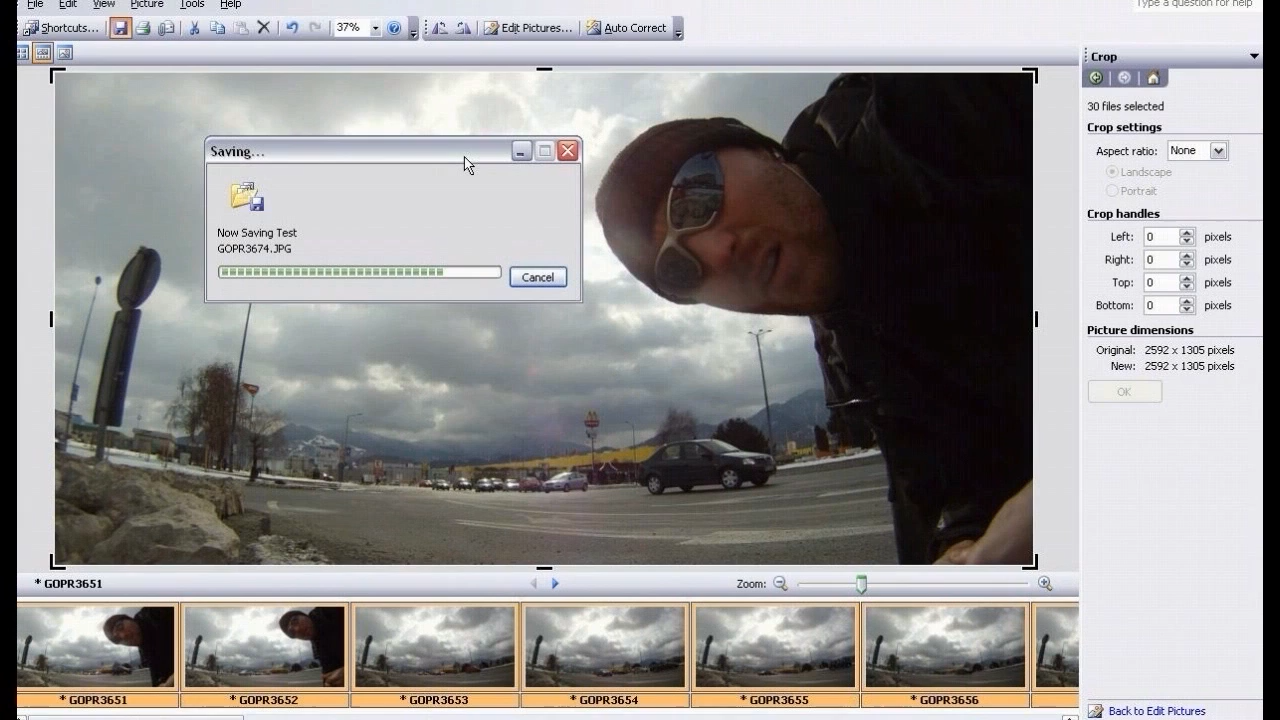 File Edit View Picture Tools Help
Type a question for help
Shortcuts... 37% Edit Pictures... Auto Correct
Crop
30 files selected
Crop settings
Aspect ratio: None
Landscape
Portrait
Crop handles
Left: 0 pixels
Right: 0 pixels
Top: 0 pixels
Bottom: 0 pixels
Picture dimensions
Original: 2592 x 1305 pixels
New: 2592 x 1305 pixels
OK
Saving...
Now Saving Test
GOPR3674.JPG
Cancel
* GOPR3651
Zoom:
* GOPR3651 * GOPR3652 * GOPR3653 * GOPR3654 * GOPR3655 * GOPR3656
Back to Edit Pictures